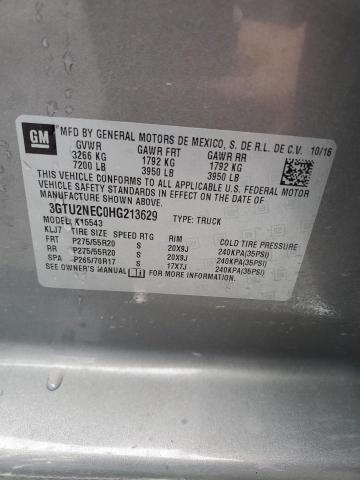 GM MFD BY GENERAL MOTORS DE MEXICO, S. DE R.L. DE C.V. 10/16
GVWR GAWR FRT GAWR RR
3266 KG 1792 KG 1792 KG
7200 LB 3950 LB 3950 LB
THIS VEHICLE CONFORMS TO ALL APPLICABLE U.S. FEDERAL MOTOR
VEHICLE SAFETY AND THEFT PREVENTION STANDARDS IN EFFECT ON THE DATE OF
MANUFACTURE SHOWN ABOVE.
3GTU2NEC0HG213629 TYPE: TRUCK
MODEL: K15543
KLJ7 TIRE SIZE SPEED RTG RIM COLD TIRE PRESSURE
FRT P275/55R20 S 20X9J 240KPA(35PSI)
RR P275/55R20 S 20X9J 240KPA(35PSI)
SPA P265/70R17 S 17X7J 240KPA(35PSI)
SEE OWNER'S MANUAL FOR MORE INFORMATION.